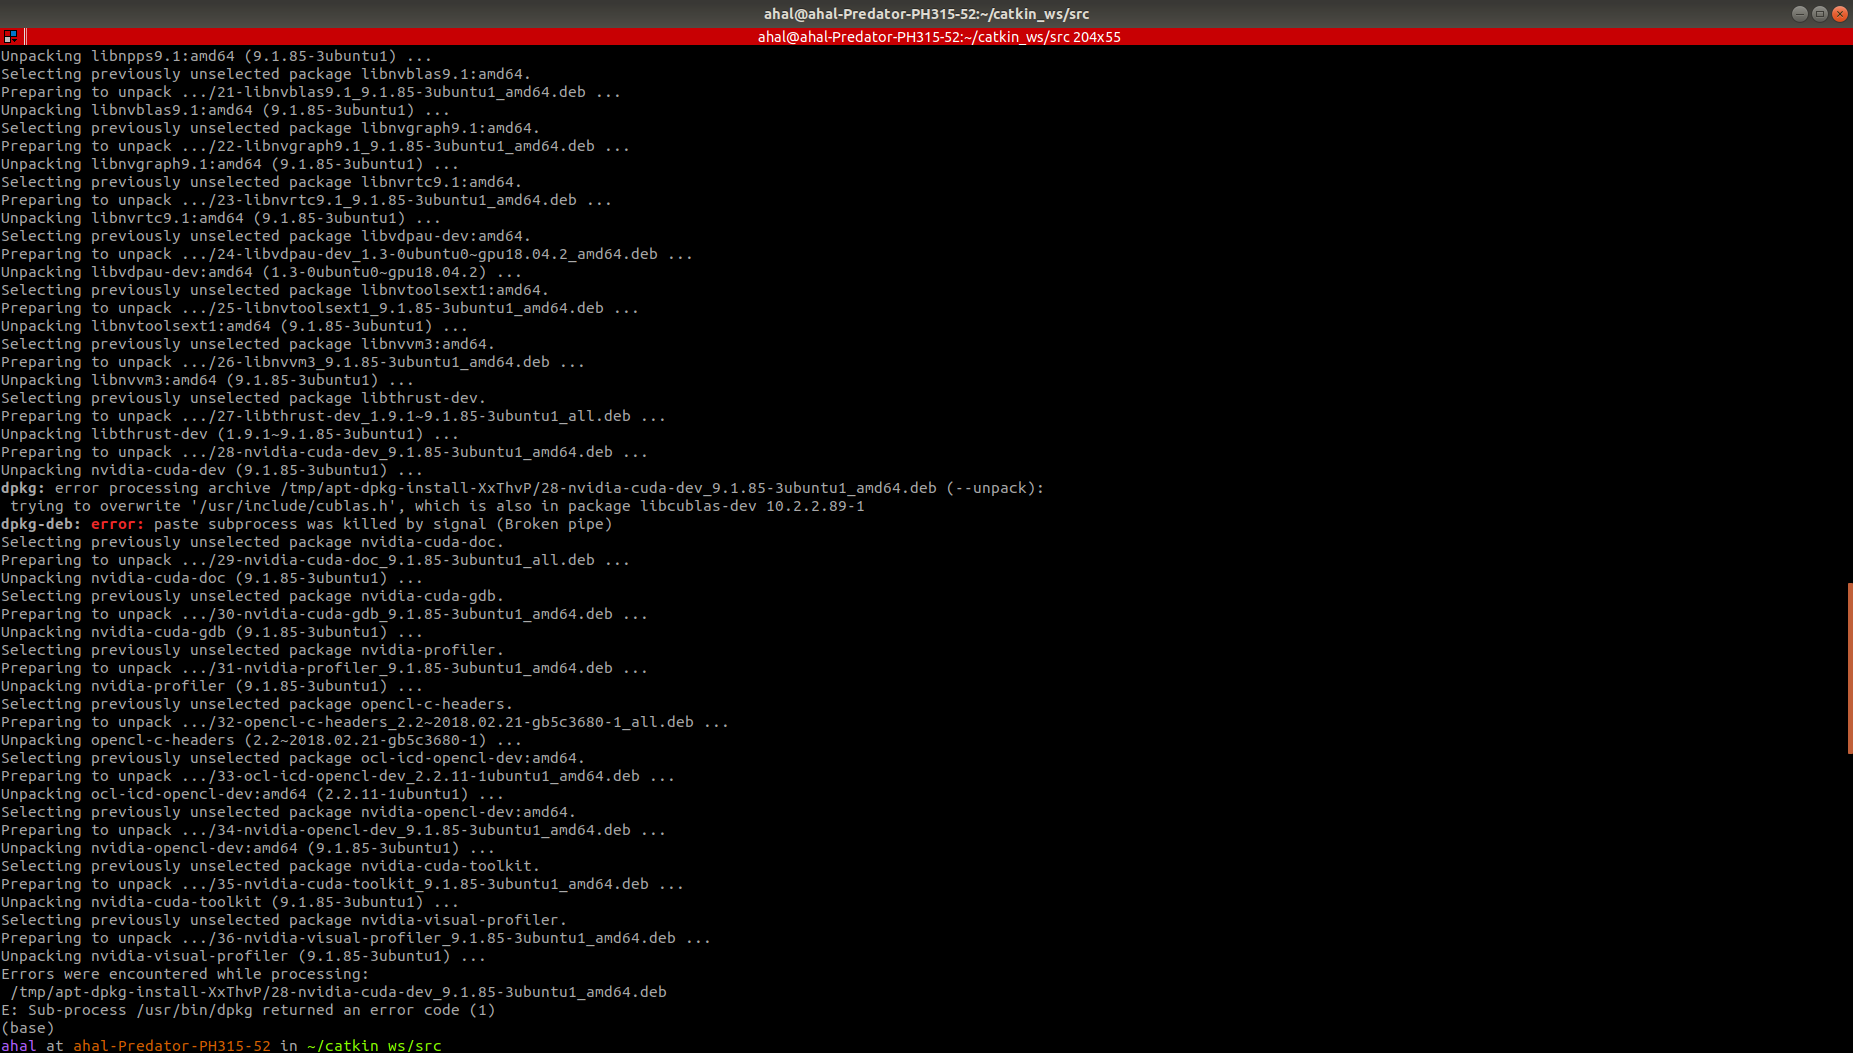 ahal@ahal-Predator-PH315-52:~/catkin_ws/src
ahal@ahal-Predator-PH315-52:~/catkin_ws/src 204x55
Unpacking libnpps9.1:amd64 (9.1.85-3ubuntu1) ...
Selecting previously unselected package libnvblas9.1:amd64.
Preparing to unpack .../21-libnvblas9.1_9.1.85-3ubuntu1_amd64.deb ...
Unpacking libnvblas9.1:amd64 (9.1.85-3ubuntu1) ...
Selecting previously unselected package libnvgraph9.1:amd64.
Preparing to unpack .../22-libnvgraph9.1_9.1.85-3ubuntu1_amd64.deb ...
Unpacking libnvgraph9.1:amd64 (9.1.85-3ubuntu1) ...
Selecting previously unselected package libnvrtc9.1:amd64.
Preparing to unpack .../23-libnvrtc9.1_9.1.85-3ubuntu1_amd64.deb ...
Unpacking libnvrtc9.1:amd64 (9.1.85-3ubuntu1) ...
Selecting previously unselected package libvdpau-dev:amd64.
Preparing to unpack .../24-libvdpau-dev_1.3-0ubuntu0~gpu18.04.2_amd64.deb ...
Unpacking libvdpau-dev:amd64 (1.3-0ubuntu0~gpu18.04.2) ...
Selecting previously unselected package libnvtoolsext1:amd64.
Preparing to unpack .../25-libnvtoolsext1_9.1.85-3ubuntu1_amd64.deb ...
Unpacking libnvtoolsext1:amd64 (9.1.85-3ubuntu1) ...
Selecting previously unselected package libnvvm3:amd64.
Preparing to unpack .../26-libnvvm3_9.1.85-3ubuntu1_amd64.deb ...
Unpacking libnvvm3:amd64 (9.1.85-3ubuntu1) ...
Selecting previously unselected package libthrust-dev.
Preparing to unpack .../27-libthrust-dev_1.9.1~9.1.85-3ubuntu1_all.deb ...
Unpacking libthrust-dev (1.9.1~9.1.85-3ubuntu1) ...
Preparing to unpack .../28-nvidia-cuda-dev_9.1.85-3ubuntu1_amd64.deb ...
Unpacking nvidia-cuda-dev (9.1.85-3ubuntu1) ...
dpkg: error processing archive /tmp/apt-dpkg-install-XxThvP/28-nvidia-cuda-dev_9.1.85-3ubuntu1_amd64.deb (--unpack):
 trying to overwrite '/usr/include/cublas.h', which is also in package libcublas-dev 10.2.2.89-1
dpkg-deb: error: paste subprocess was killed by signal (Broken pipe)
Selecting previously unselected package nvidia-cuda-doc.
Preparing to unpack .../29-nvidia-cuda-doc_9.1.85-3ubuntu1_all.deb ...
Unpacking nvidia-cuda-doc (9.1.85-3ubuntu1) ...
Selecting previously unselected package nvidia-cuda-gdb.
Preparing to unpack .../30-nvidia-cuda-gdb_9.1.85-3ubuntu1_amd64.deb ...
Unpacking nvidia-cuda-gdb (9.1.85-3ubuntu1) ...
Selecting previously unselected package nvidia-profiler.
Preparing to unpack .../31-nvidia-profiler_9.1.85-3ubuntu1_amd64.deb ...
Unpacking nvidia-profiler (9.1.85-3ubuntu1) ...
Selecting previously unselected package opencl-c-headers.
Preparing to unpack .../32-opencl-c-headers_2.2~2018.02.21-gb5c3680-1_all.deb ...
Unpacking opencl-c-headers (2.2~2018.02.21-gb5c3680-1) ...
Selecting previously unselected package ocl-icd-opencl-dev:amd64.
Preparing to unpack .../33-ocl-icd-opencl-dev_2.2.11-1ubuntu1_amd64.deb ...
Unpacking ocl-icd-opencl-dev:amd64 (2.2.11-1ubuntu1) ...
Selecting previously unselected package nvidia-opencl-dev:amd64.
Preparing to unpack .../34-nvidia-opencl-dev_9.1.85-3ubuntu1_amd64.deb ...
Unpacking nvidia-opencl-dev:amd64 (9.1.85-3ubuntu1) ...
Selecting previously unselected package nvidia-cuda-toolkit.
Preparing to unpack .../35-nvidia-cuda-toolkit_9.1.85-3ubuntu1_amd64.deb ...
Unpacking nvidia-cuda-toolkit (9.1.85-3ubuntu1) ...
Selecting previously unselected package nvidia-visual-profiler.
Preparing to unpack .../36-nvidia-visual-profiler_9.1.85-3ubuntu1_amd64.deb ...
Unpacking nvidia-visual-profiler (9.1.85-3ubuntu1) ...
Errors were encountered while processing:
 /tmp/apt-dpkg-install-XxThvP/28-nvidia-cuda-dev_9.1.85-3ubuntu1_amd64.deb
E: Sub-process /usr/bin/dpkg returned an error code (1)
(base)
ahal at ahal-Predator-PH315-52 in ~/catkin_ws/src